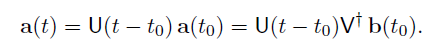 a(t) = U(t − t₀) a(t₀) = U(t − t₀)V† b(t₀).